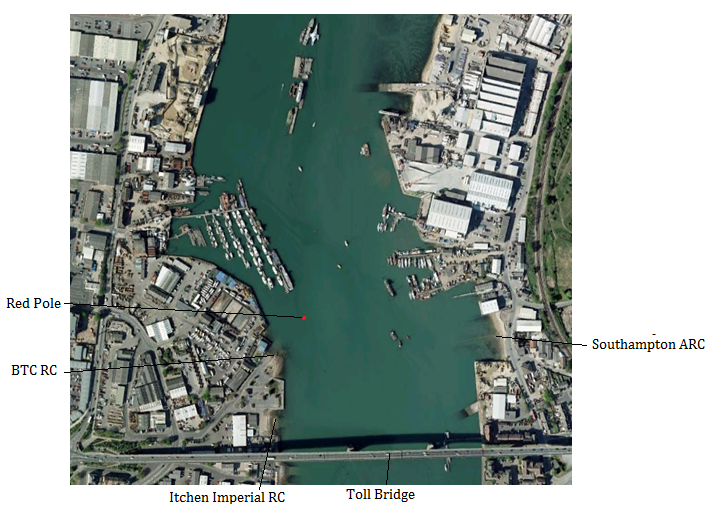 Red Pole
Southampton ARC
BTC RC
Itchen Imperial RC
Toll Bridge